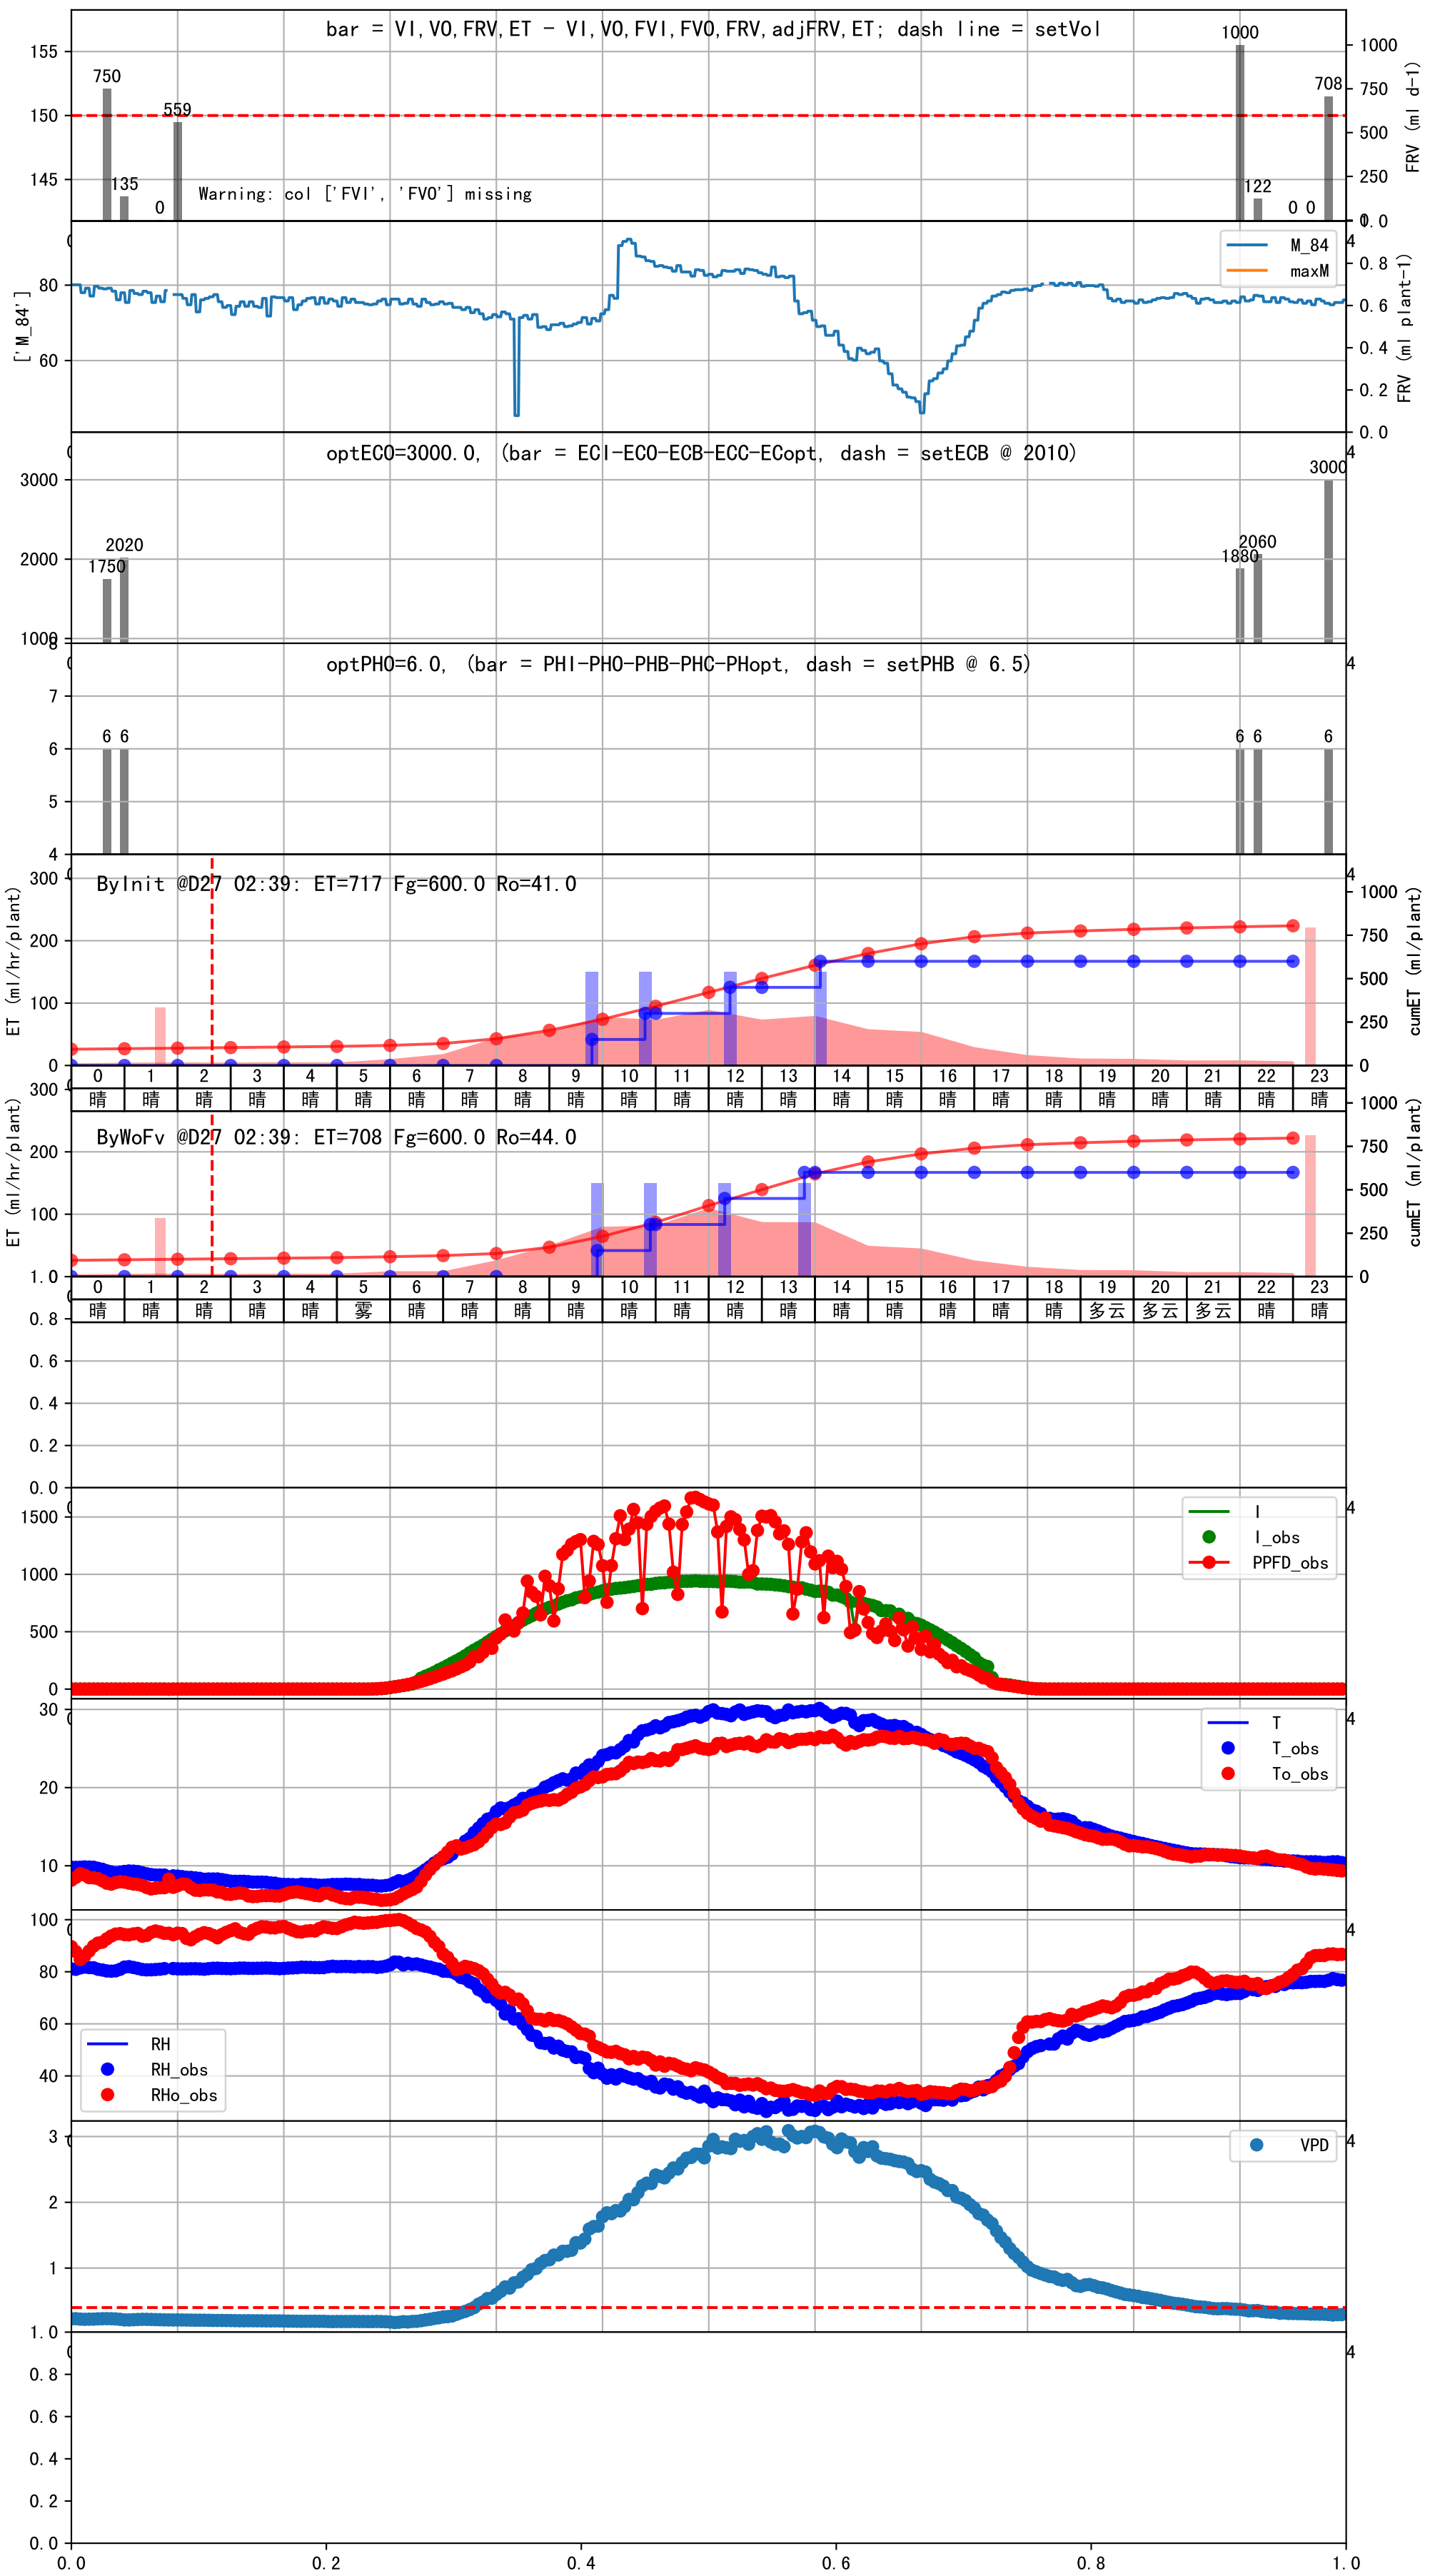 bar = VI,VO,FRV,ET - VI,VO,FVI,FVO,FRV,adjFRV,ET; dash line = setVol
155
150
145
750
135
0
559
Warning: col ['FVI', 'FVO'] missing
1000
122
0
0
708
1000
750
500
250
0.0
FRV (ml d-1)
['M_84']
80
60
M_84
maxM
0.8
0.6
0.4
0.2
0.0
FRV (ml plant-1)
optECO=3000.0, (bar = ECI-ECO-ECB-ECC-ECopt, dash = setECB @ 2010)
3000
2000
1000
1750
2020
1880
2060
3000
optPHO=6.0, (bar = PHI-PHO-PHB-PHC-PHopt, dash = setPHB @ 6.5)
8
7
6
5
4
6 6
6 6
6
ByInit @D27 02:39: ET=717 Fg=600.0 Ro=41.0
ET (ml/hr/plant)
300
200
100
0
1000
750
500
250
0
cumET (ml/plant)
0 1 2 3 4 5 6 7 8 9 10 11 12 13 14 15 16 17 18 19 20 21 22 23
晴 晴 晴 晴 晴 晴 晴 晴 晴 晴 晴 晴 晴 晴 晴 晴 晴 晴 晴 晴 晴 晴 晴 晴
ByWoFv @D27 02:39: ET=708 Fg=600.0 Ro=44.0
ET (ml/hr/plant)
300
200
100
1000
750
500
250
0
cumET (ml/plant)
0 1 2 3 4 5 6 7 8 9 10 11 12 13 14 15 16 17 18 19 20 21 22 23
晴 晴 晴 晴 晴 雾 晴 晴 晴 晴 晴 晴 晴 晴 晴 晴 晴 晴 晴 多云 多云 多云 晴 晴
1.0
0.8
0.6
0.4
0.2
0.0
1500
1000
500
0
I
I_obs
PPFD_obs
30
20
10
T
T_obs
To_obs
100
80
60
40
RH
RH_obs
RHo_obs
3
2
1
VPD
1.0
0.8
0.6
0.4
0.2
0.0
0.0 0.2 0.4 0.6 0.8 1.0